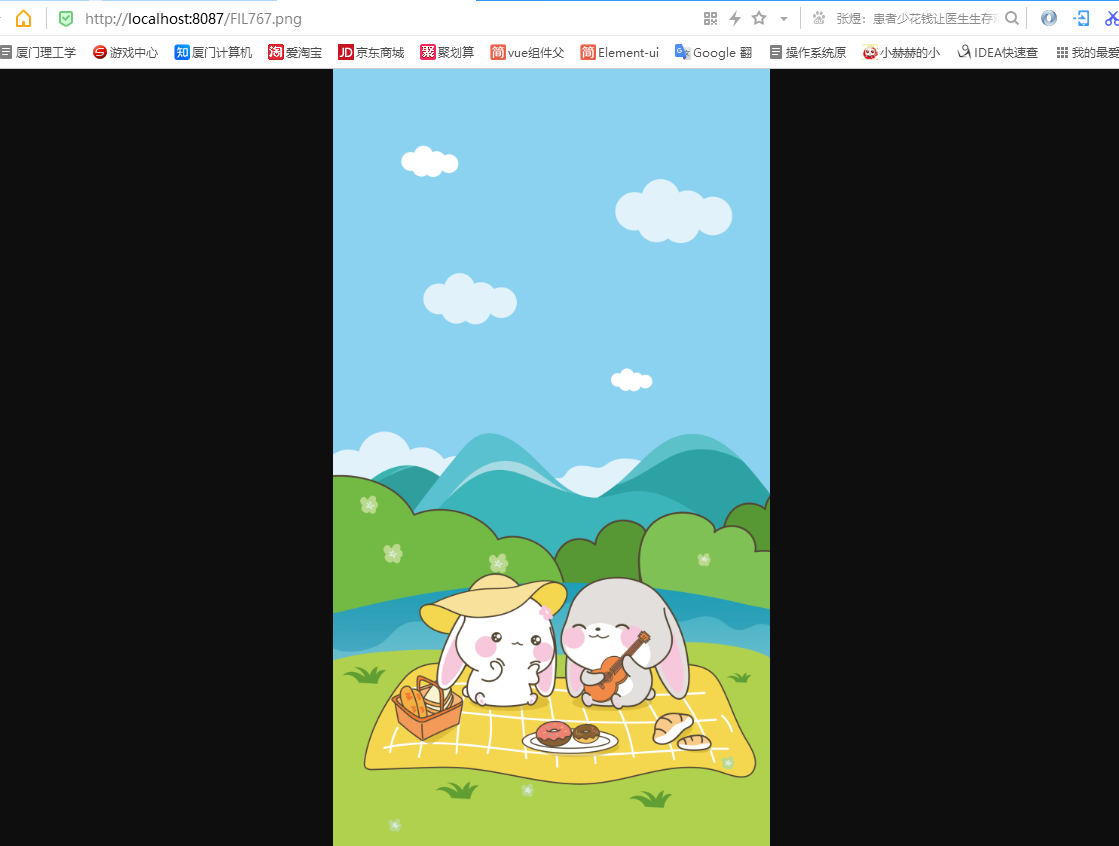 http://localhost:8087/FIL767.png
张煜：患者少花钱让医生生存
厦门理工学 游戏中心 知 厦门计算机 淘 爱淘宝 JD 京东商城 聚 聚划算 简 vue组件父 简 Element-ui G Google 翻 操作系统原 小赫赫的小 IDEA快速查 我的最爱